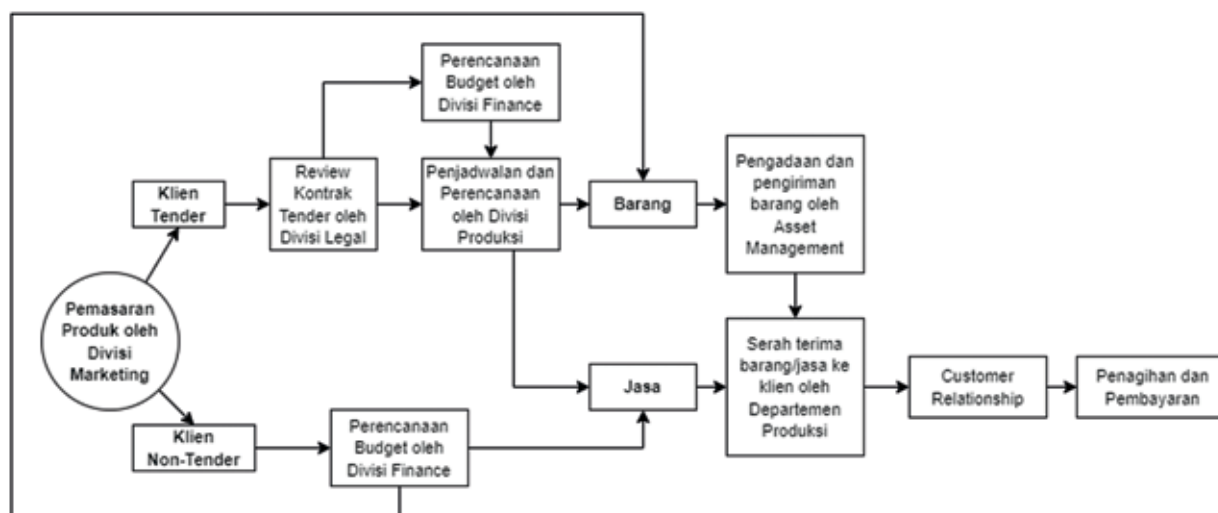 Perencanaan
Budget oleh
Divisi Finance
Klien
Tender
Review
Kontrak
Tender oleh
Divisi Legal
Penjadwalan dan
Perencanaan
oleh Divisi
Produksi
Barang
Pengadaan dan
pengiriman
barang oleh
Asset
Management
Pemasaran
Produk oleh
Divisi
Marketing
Jasa
Serah terima
barang/jasa ke
klien oleh
Departemen
Produksi
Customer
Relationship
Penagihan dan
Pembayaran
Klien
Non-Tender
Perencanaan
Budget oleh
Divisi Finance